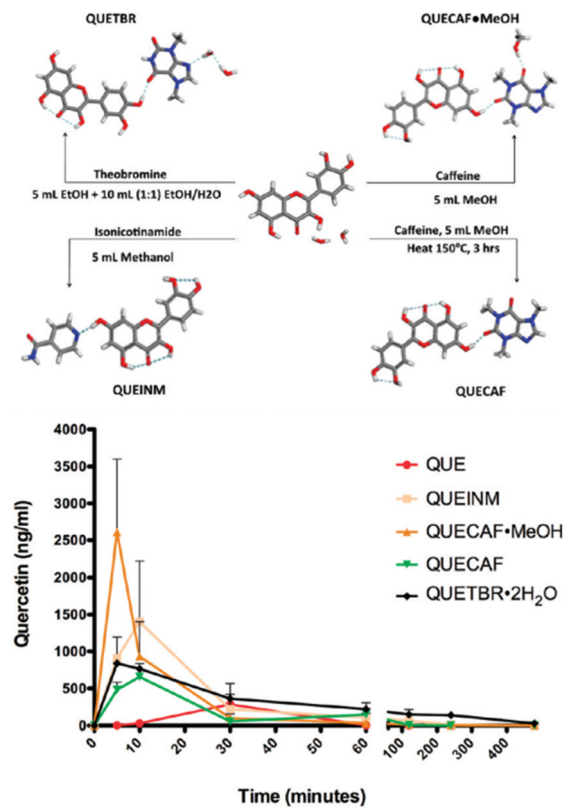 QUETBR
QUECAF●MeOH
Theobromine
5 mL EtOH + 10 mL (1:1) EtOH/H2O
Caffeine
5 mL MeOH
Isonicotinamide
5 mL Methanol
Caffeine, 5 mL MeOH
Heat 150°C, 3 hrs
QUEINM
QUECAF
4000
3500
3000
2500
2000
1500
1000
500
0
Quercetin (ng/ml)
QUE
QUEINM
QUECAF•MeOH
QUECAF
QUETBR•2H₂O
0 10 20 30 40 50 60 100 200 300 400
Time (minutes)